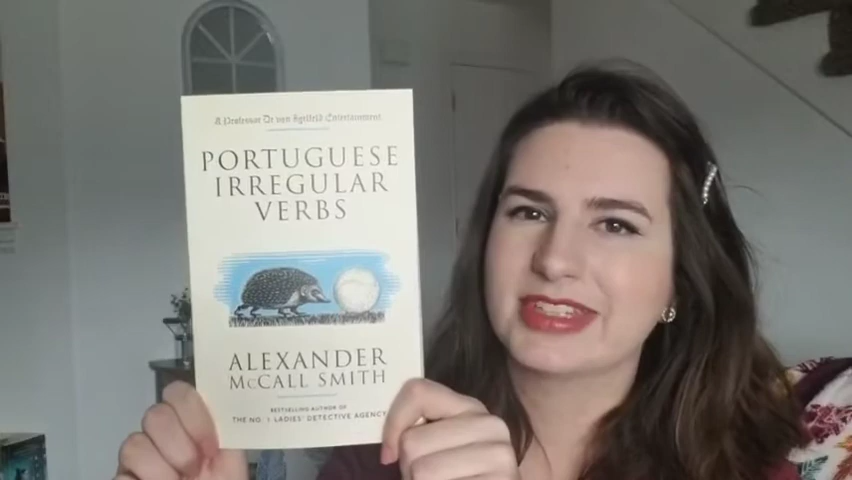 A Professor Dr von Igelfeld Entertainment
PORTUGUESE
IRREGULAR
VERBS
ALEXANDER
McCALL SMITH
BESTSELLING AUTHOR OF
THE NO. 1 LADIES' DETECTIVE AGENCY